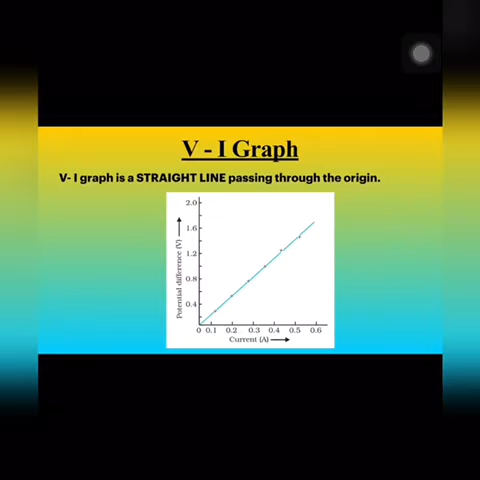 V - I Graph
V- I graph is a STRAIGHT LINE passing through the origin.
2.0
1.6
1.2
0.8
0.4
Potential difference (V)
0 0.1 0.2 0.3 0.4 0.5 0.6
Current (A)